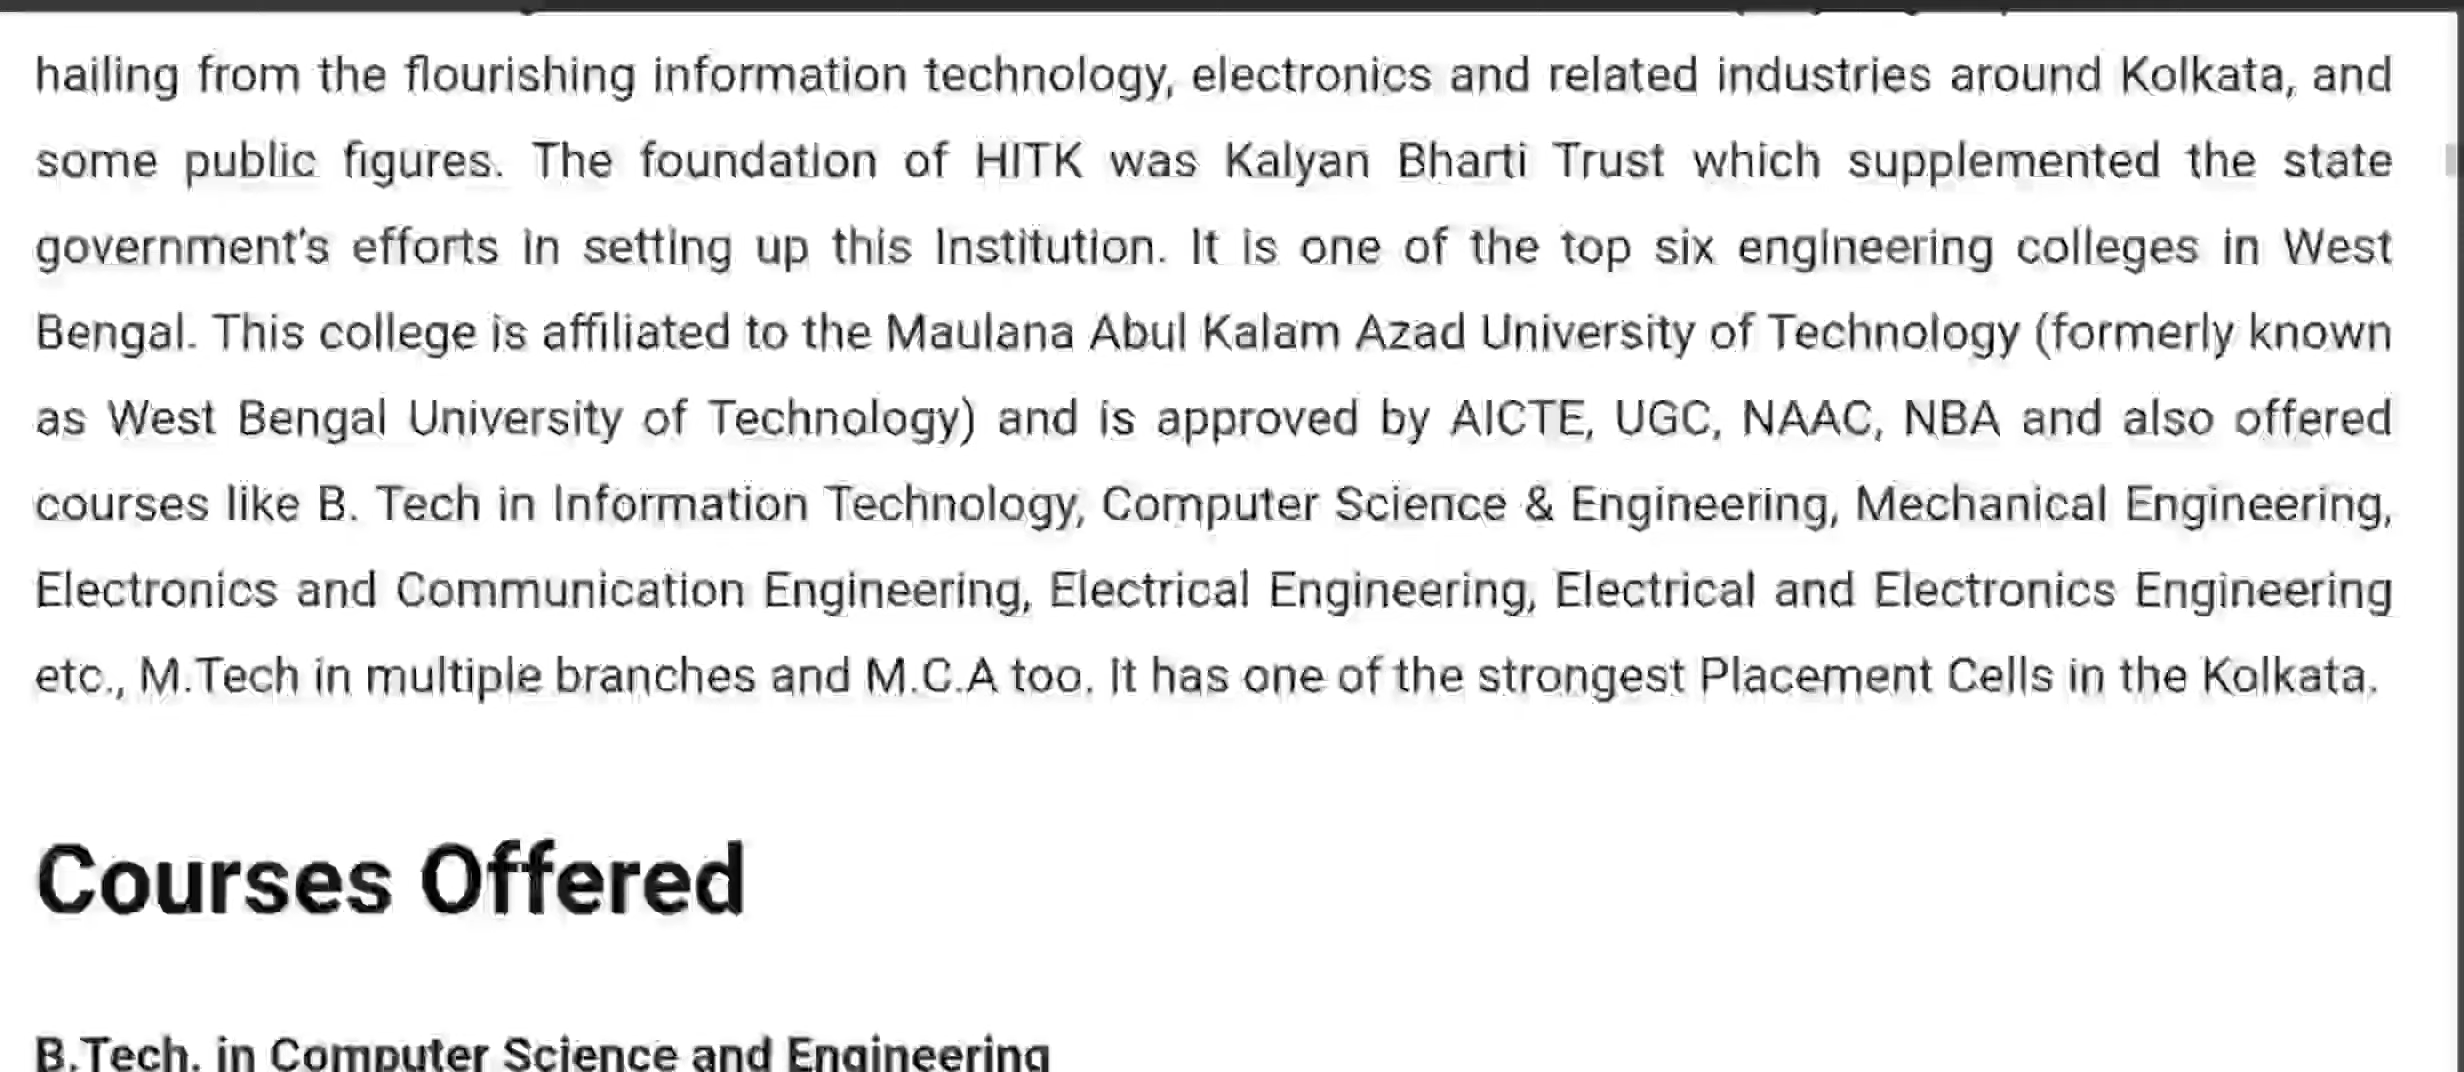 hailing from the flourishing information technology, electronics and related industries around Kolkata, and
some public figures. The foundation of HITK was Kalyan Bharti Trust which supplemented the state
government's efforts in setting up this Institution. It is one of the top six engineering colleges in West
Bengal. This college is affiliated to the Maulana Abul Kalam Azad University of Technology (formerly known
as West Bengal University of Technology) and is approved by AICTE, UGC, NAAC, NBA and also offered
courses like B. Tech in Information Technology, Computer Science & Engineering, Mechanical Engineering,
Electronics and Communication Engineering, Electrical Engineering, Electrical and Electronics Engineering
etc., M.Tech in multiple branches and M.C.A too. It has one of the strongest Placement Cells in the Kolkata.
Courses Offered
B.Tech. in Computer Science and Engineering